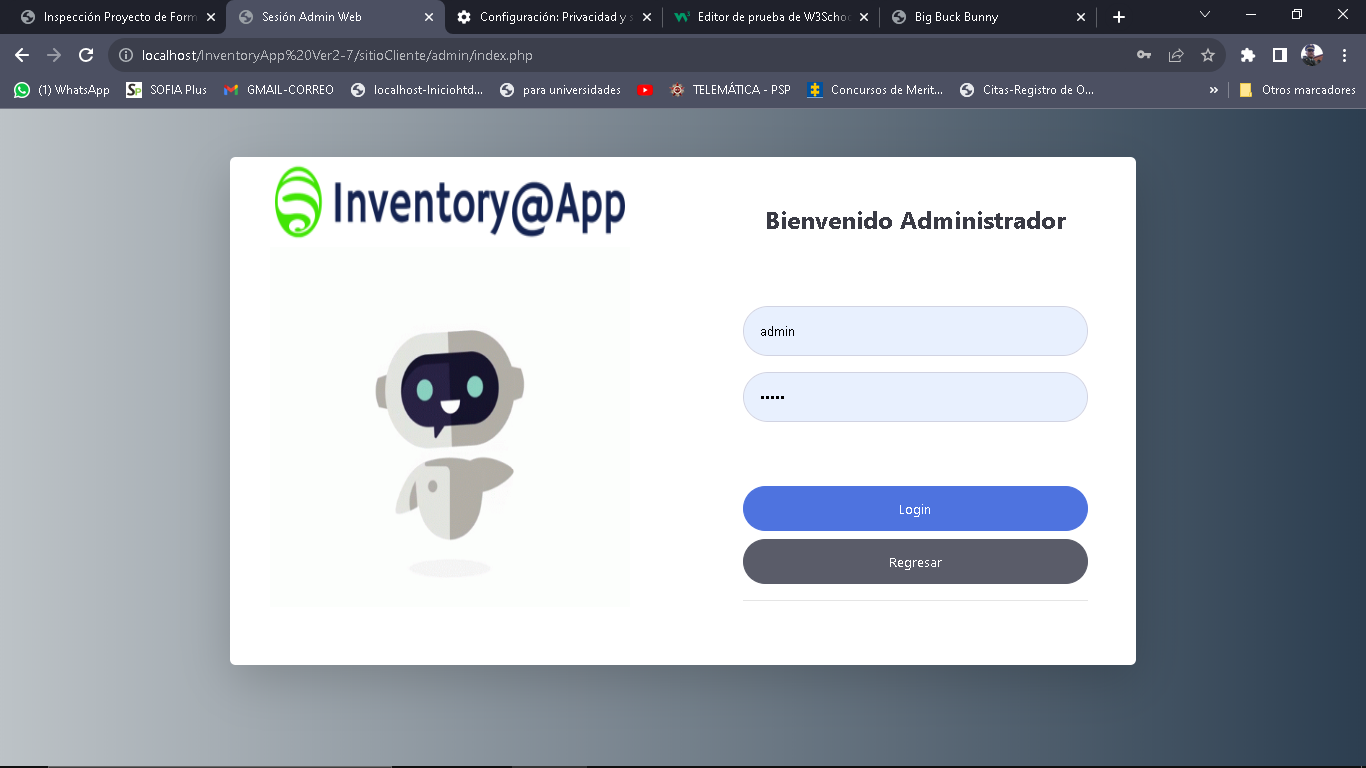 Inspección Proyecto de Form
Sesión Admin Web
Configuración: Privacidad y s
Editor de prueba de W3Schoo
Big Buck Bunny
localhost/InventoryApp%20Ver2-7/sitioCliente/admin/index.php
(1) WhatsApp
SOFIA Plus
GMAIL-CORREO
localhost-Iniciohtd...
para universidades
TELEMÁTICA - PSP
Concursos de Merit...
Citas-Registro de O...
Otros marcadores
Inventory@App
Bienvenido Administrador
admin
•••••
Login
Regresar